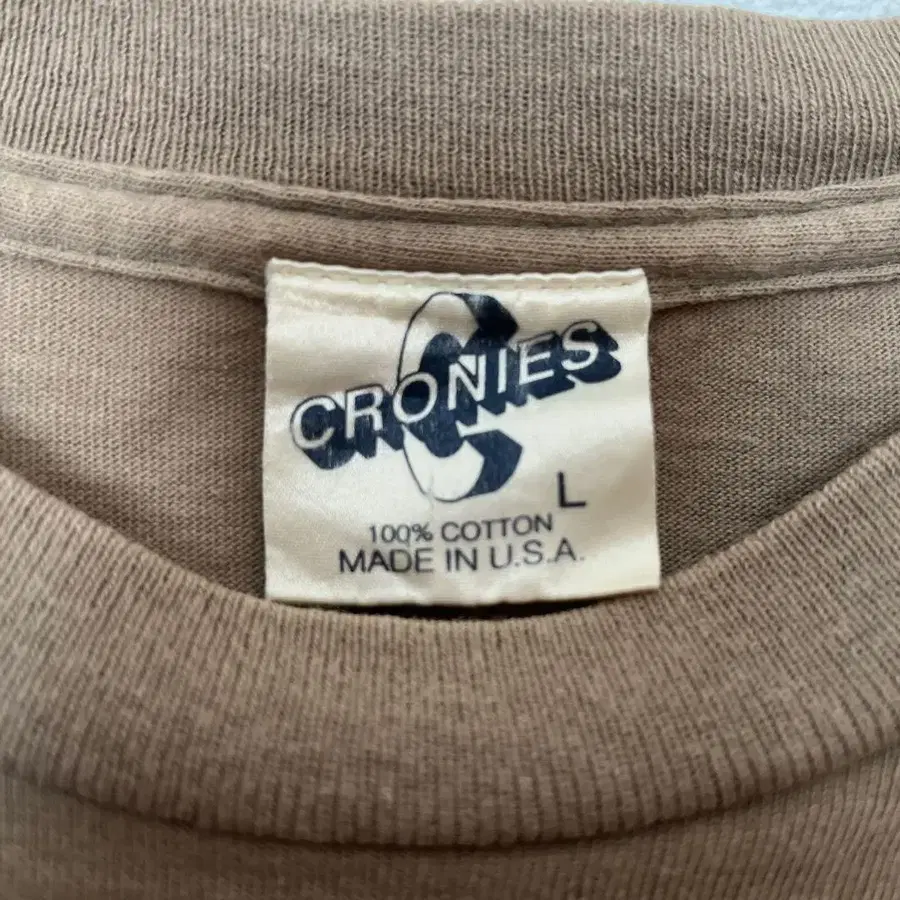 CRONIES
L
100% COTTON
MADE IN U.S.A.